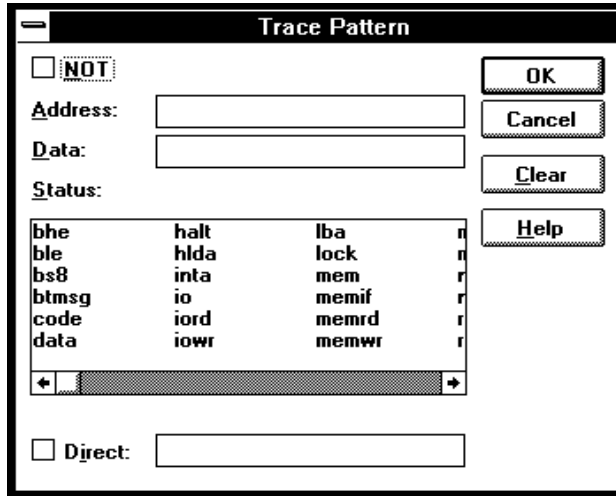 Trace Pattern
NOT
OK
Address:
Cancel
Data:
Clear
Status:
Help
bhe halt lba
ble hlda lock
bs8 inta mem
btmsg io memif
code iord memrd
data iowr memwr
Direct: